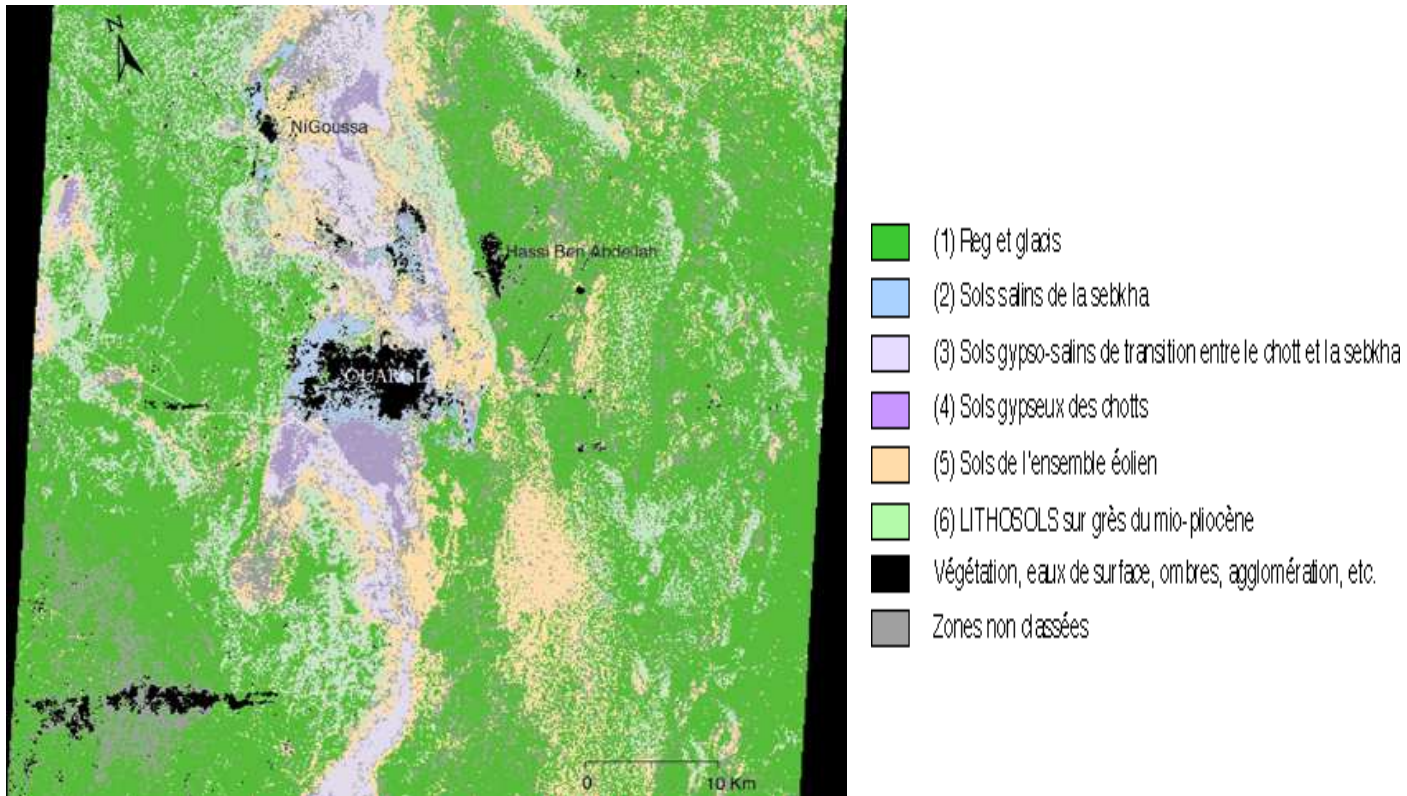 N
NiGoussa
Hassi Ben Abdellah
OUARGL
0 10 Km
(1) Reg et glacis
(2) Sols salins de la sebkha
(3) Sols gypso-salins de transition entre le chott et la sebkha
(4) Sols gypseux des chotts
(5) Sols de l'ensemble éolien
(6) LITHOSOLS sur grès du mio-pliocène
Végétation, eaux de surface, ombres, agglomération, etc.
Zones non classées